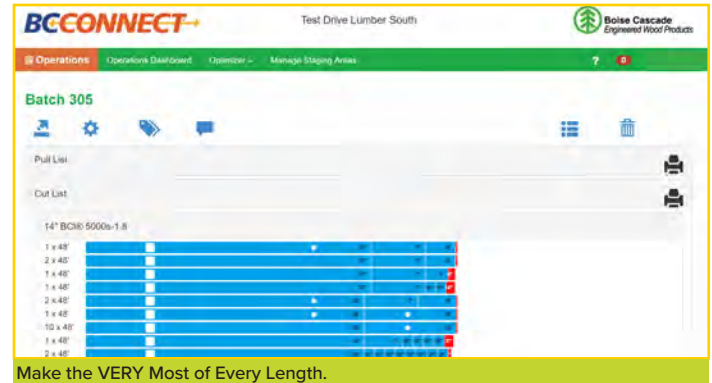 BCCONNECT
Test Drive Lumber South
Boise Cascade
Engineered Wood Products
Operations Operations Dashboard Optimizer Manage Staging Areas ? 0
Batch 305
Pull List
Cut List
14" BCI® 5000s-1.8
1 x 48'
2 x 48'
1 x 48'
1 x 48'
2 x 48'
1 x 48'
10 x 48'
1 x 48'
2 x 48'
Make the VERY Most of Every Length.